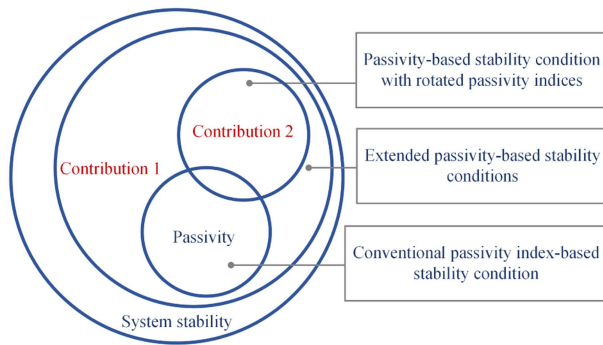 Passivity-based stability condition
with rotated passivity indices
Contribution 2
Contribution 1
Extended passivity-based stability
conditions
Passivity
Conventional passivity index-based
stability condition
System stability